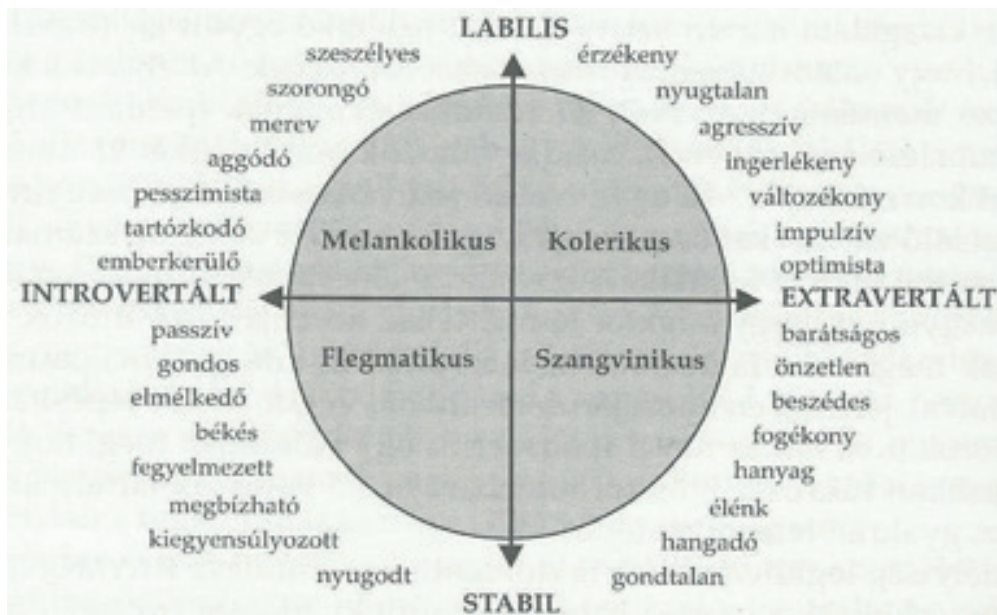 LABILIS
szeszélyes
érzékeny
szorongó
nyugtalan
merev
agresszív
aggódó
ingerlékeny
pesszimista
változékony
tartózkodó
impulzív
emberkerülő
optimista
Melankolikus
Kolerikus
INTROVERTÁLT
EXTRAVERTÁLT
passzív
barátságos
gondos
önzetlen
Flegmatikus
Szangvinikus
elmélkedő
beszédes
békés
fogékony
fegyelmezett
hanyag
megbízható
élénk
kiegyensúlyozott
hangadó
nyugodt
gondtalan
STABIL